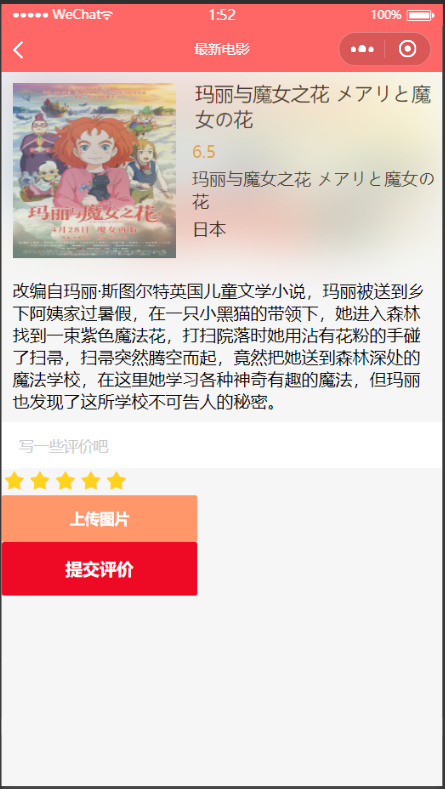 WeChat 1:52 100%
最新电影
玛丽与魔女之花 メアリと魔
女の花
6.5
玛丽与魔女之花 メアリと魔女の
花
日本
玛丽与魔女之花
4月28日
改编自玛丽·斯图尔特英国儿童文学小说，玛丽被送到乡
下阿姨家过暑假，在一只小黑猫的带领下，她进入森林
找到一束紫色魔法花，打扫院落时她用沾有花粉的手碰
了扫帚，扫帚突然腾空而起，竟然把她送到森林深处的
魔法学校，在这里她学习各种神奇有趣的魔法，但玛丽
也发现了这所学校不可告人的秘密。
写一些评价吧
上传图片
提交评价